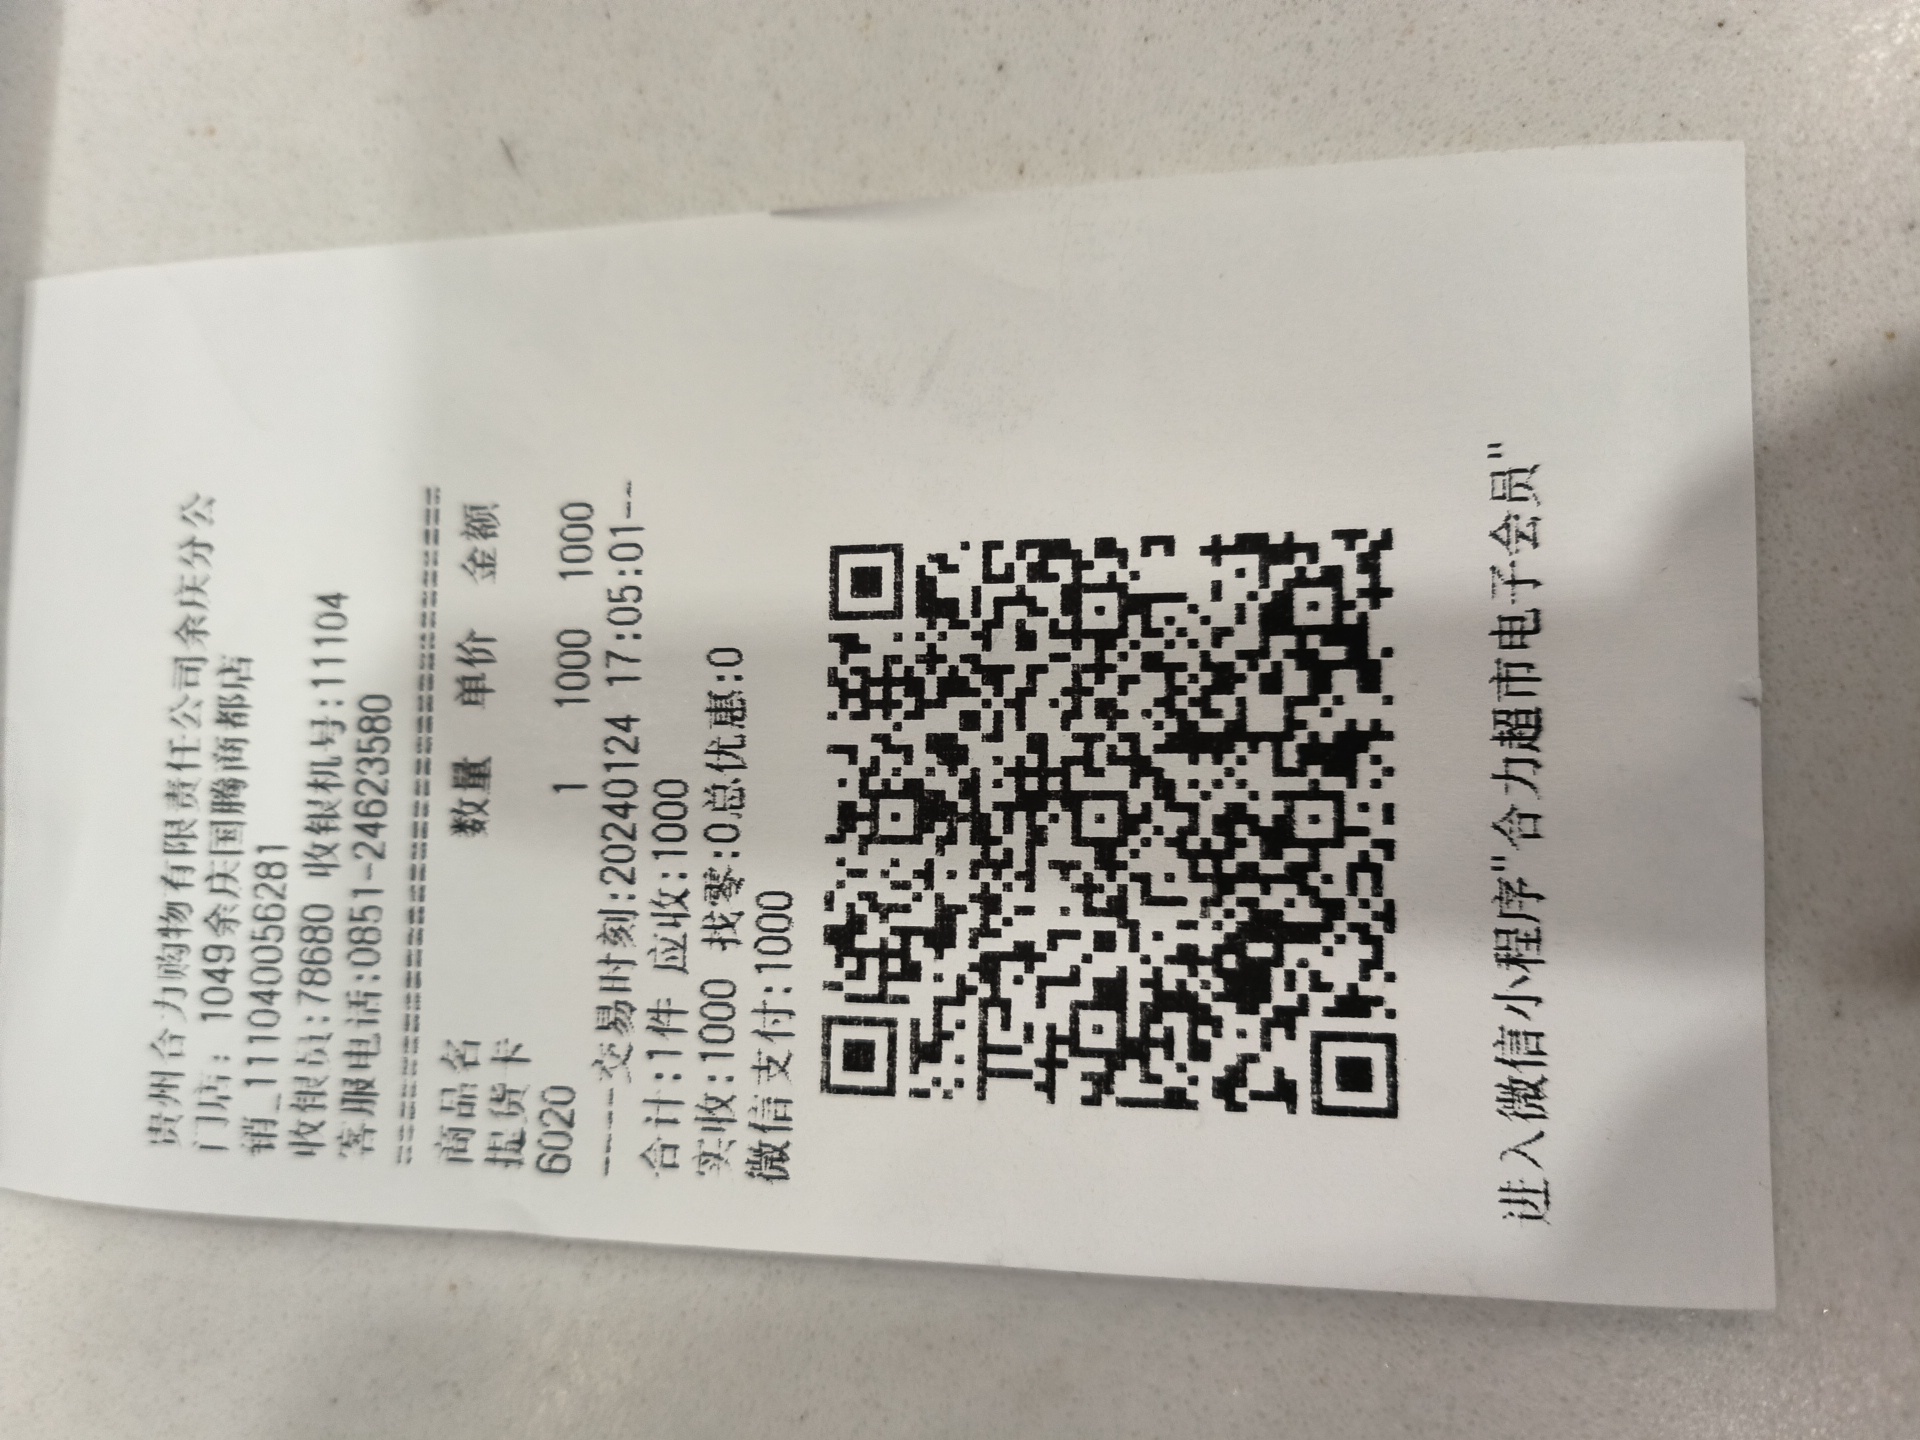 贵州合力购物有限责任公司余庆分公
门店: 1049余庆国腾商都店
销_11104005628​1
收银员:78680 收银机号:11104
客服电话:0851-24623580
================================
商品名 数量 单价 金额
提货卡
6020 1 1000 1000
----交易时刻:20240124 17:05:01--
合计:1件 应收:1000
实收:1000 找零:0总优惠:0
微信支付:1000
进入微信小程序"合力超市电子会员"